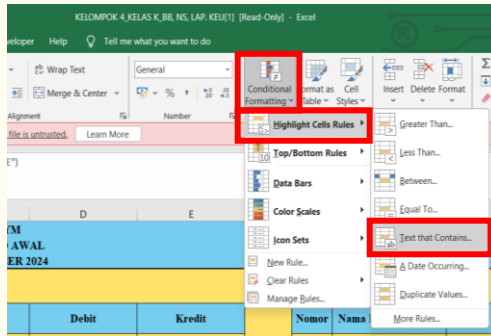 KELOMPOK 4_KELAS K_BB, NS, LAP. KEU[1] [Read-Only] - Excel
veloper Help Tell me what you want to do
Wrap Text General
Merge & Center % ,
Conditional Formatting Format as Table Cell Styles Insert Delete Format
Alignment Number
file is untrusted. Learn More
E")
Highlight Cells Rules
Top/Bottom Rules
Data Bars
Color Scales
Icon Sets
New Rule...
Clear Rules
Manage Rules...
Greater Than...
Less Than...
Between...
Equal To...
Text that Contains...
A Date Occurring...
Duplicate Values...
More Rules...
D E
YM
AWAL
ER 2024
Debit Kredit Nomor Nama